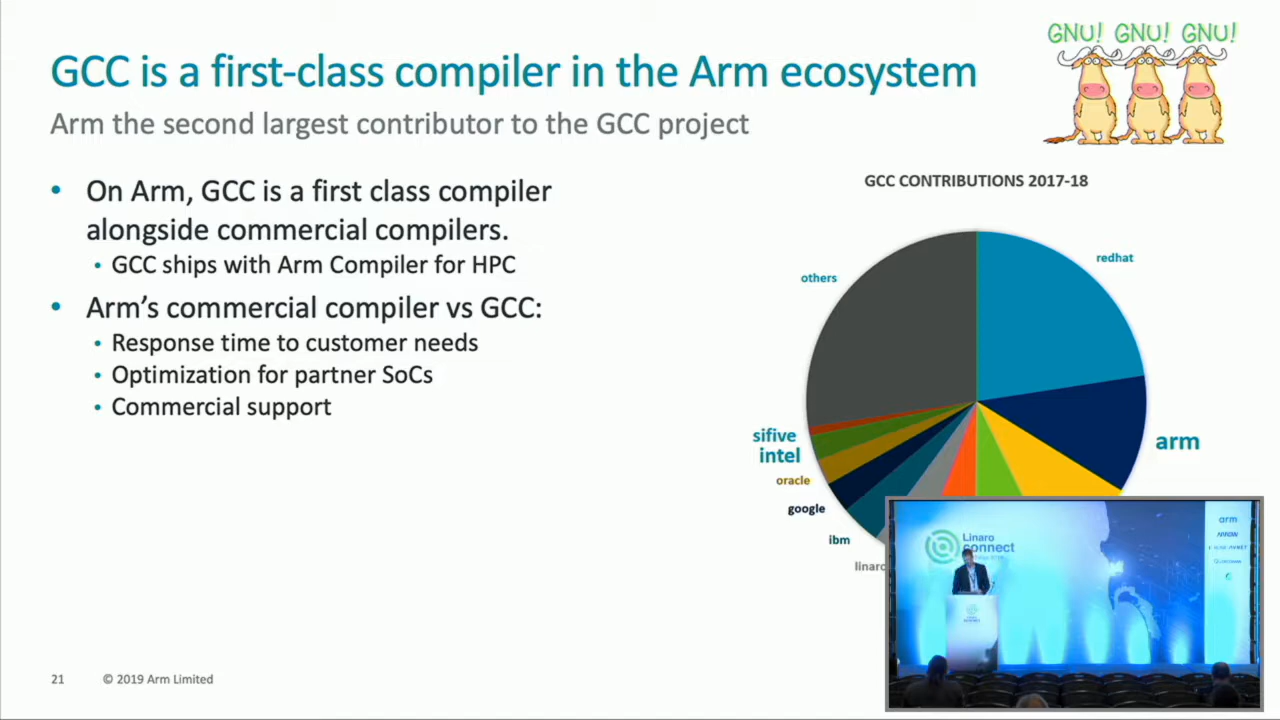 GNU! GNU! GNU!
GCC is a first-class compiler in the Arm ecosystem
Arm the second largest contributor to the GCC project
• On Arm, GCC is a first class compiler
alongside commercial compilers.
• GCC ships with Arm Compiler for HPC
• Arm’s commercial compiler vs GCC:
• Response time to customer needs
• Optimization for partner SoCs
• Commercial support
GCC CONTRIBUTIONS 2017-18
redhat
others
arm
sifive
intel
oracle
google
ibm
linaro
Linaro
connect
arm
ARROW
21 © 2019 Arm Limited